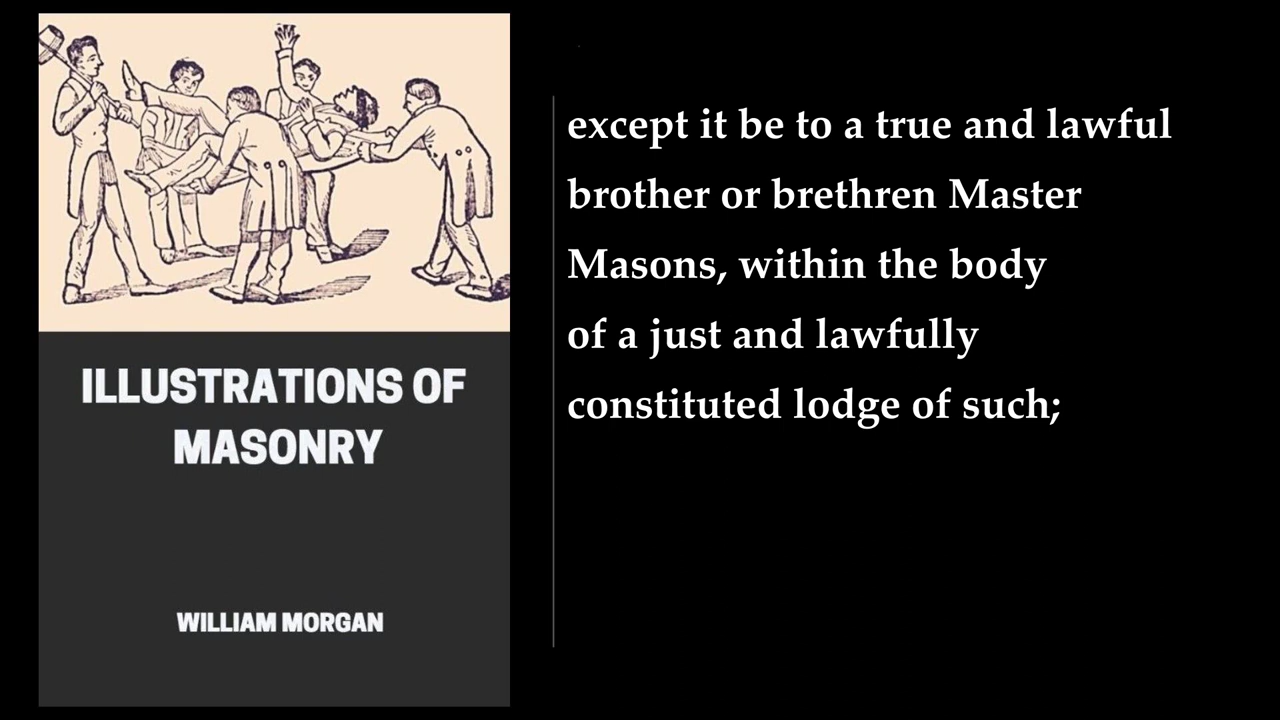 ILLUSTRATIONS OF
MASONRY
WILLIAM MORGAN
except it be to a true and lawful
brother or brethren Master
Masons, within the body
of a just and lawfully
constituted lodge of such;